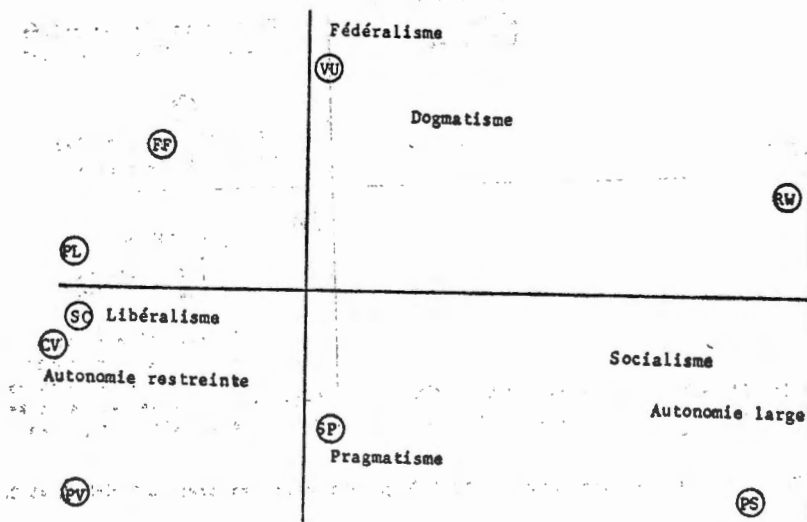 Fédéralisme
VU
Dogmatisme
FF
RW
PL
SC Libéralisme
CV
Socialisme
Autonomie restreinte
Autonomie large
SP
Pragmatisme
PV
PS